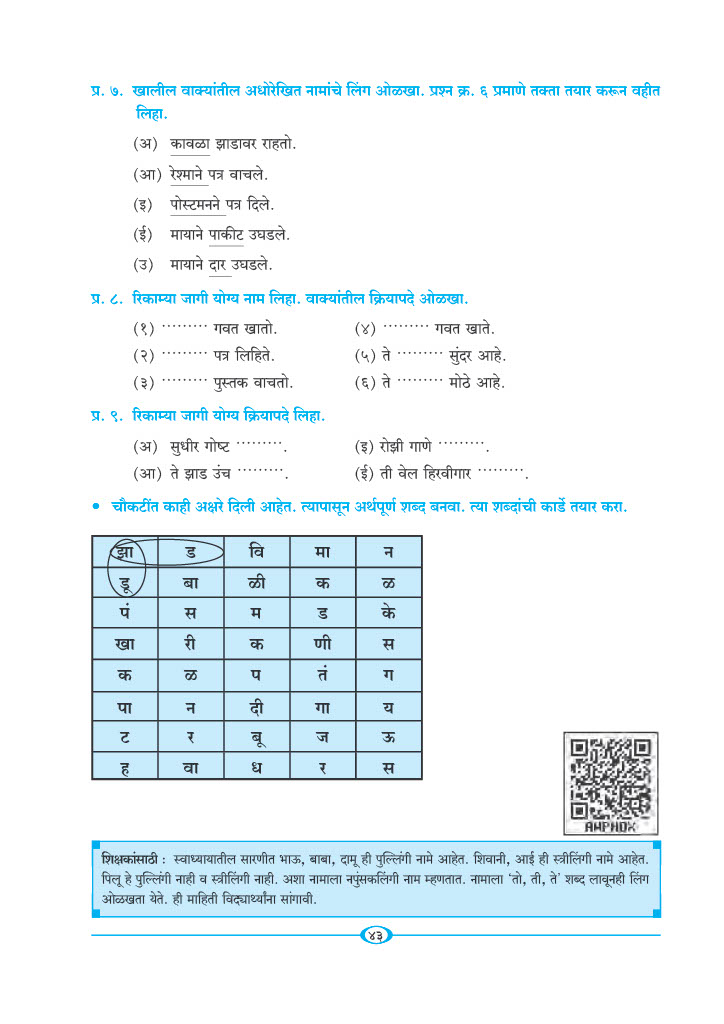 प्र. ७. खालील वाक्यांतील अधोरेखित नामांचे लिंग ओळखा. प्रश्न क्र. ६ प्रमाणे तक्ता तयार करून वहीत
लिहा.
(अ) कावळा झाडावर राहतो.
(आ) रेश्माने पत्र वाचले.
(इ) पोस्टमनने पत्र दिले.
(ई) मायाने पाकीट उघडले.
(उ) मायाने दार उघडले.
प्र. ८. रिकाम्या जागी योग्य नाम लिहा. वाक्यांतील क्रियापदे ओळखा.
(१) ········· गवत खातो. (४) ········· गवत खाते.
(२) ········· पत्र लिहिते. (५) ते ········· सुंदर आहे.
(३) ········· पुस्तक वाचतो. (६) ते ········· मोठे आहे.
प्र. ९. रिकाम्या जागी योग्य क्रियापदे लिहा.
(अ) सुधीर गोष्ट ·········. (इ) रोझी गाणे ·········.
(आ) ते झाड उंच ·········. (ई) ती वेल हिरवीगार ·········.
• चौकटींत काही अक्षरे दिली आहेत. त्यापासून अर्थपूर्ण शब्द बनवा. त्या शब्दांची कार्डे तयार करा.
झा ड वि मा न
डू बा ळी क ळ
पं स म ड के
खा री क णी स
क ळ प तं ग
पा न दी गा य
ट र बू ज ऊ
ह वा ध र स
AMPHDX
शिक्षकांसाठी : स्वाध्यायातील सारणीत भाऊ, बाबा, दामू ही पुल्लिंगी नामे आहेत. शिवानी, आई ही स्त्रीलिंगी नामे आहेत.
पिलू हे पुल्लिंगी नाही व स्त्रीलिंगी नाही. अशा नामाला नपुंसकलिंगी नाम म्हणतात. नामाला ‘तो, ती, ते’ शब्द लावूनही लिंग
ओळखता येते. ही माहिती विद्यार्थ्यांना सांगावी.
४३